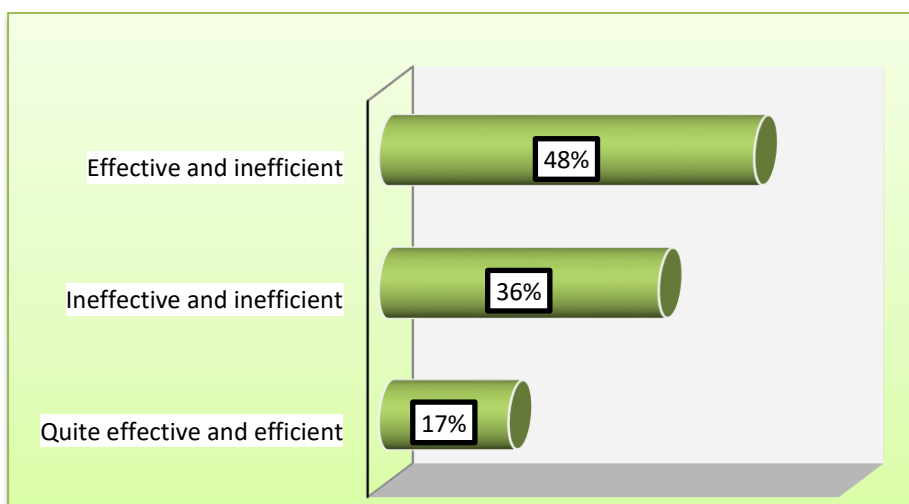 Effective and inefficient
48%
Ineffective and inefficient
36%
Quite effective and efficient
17%